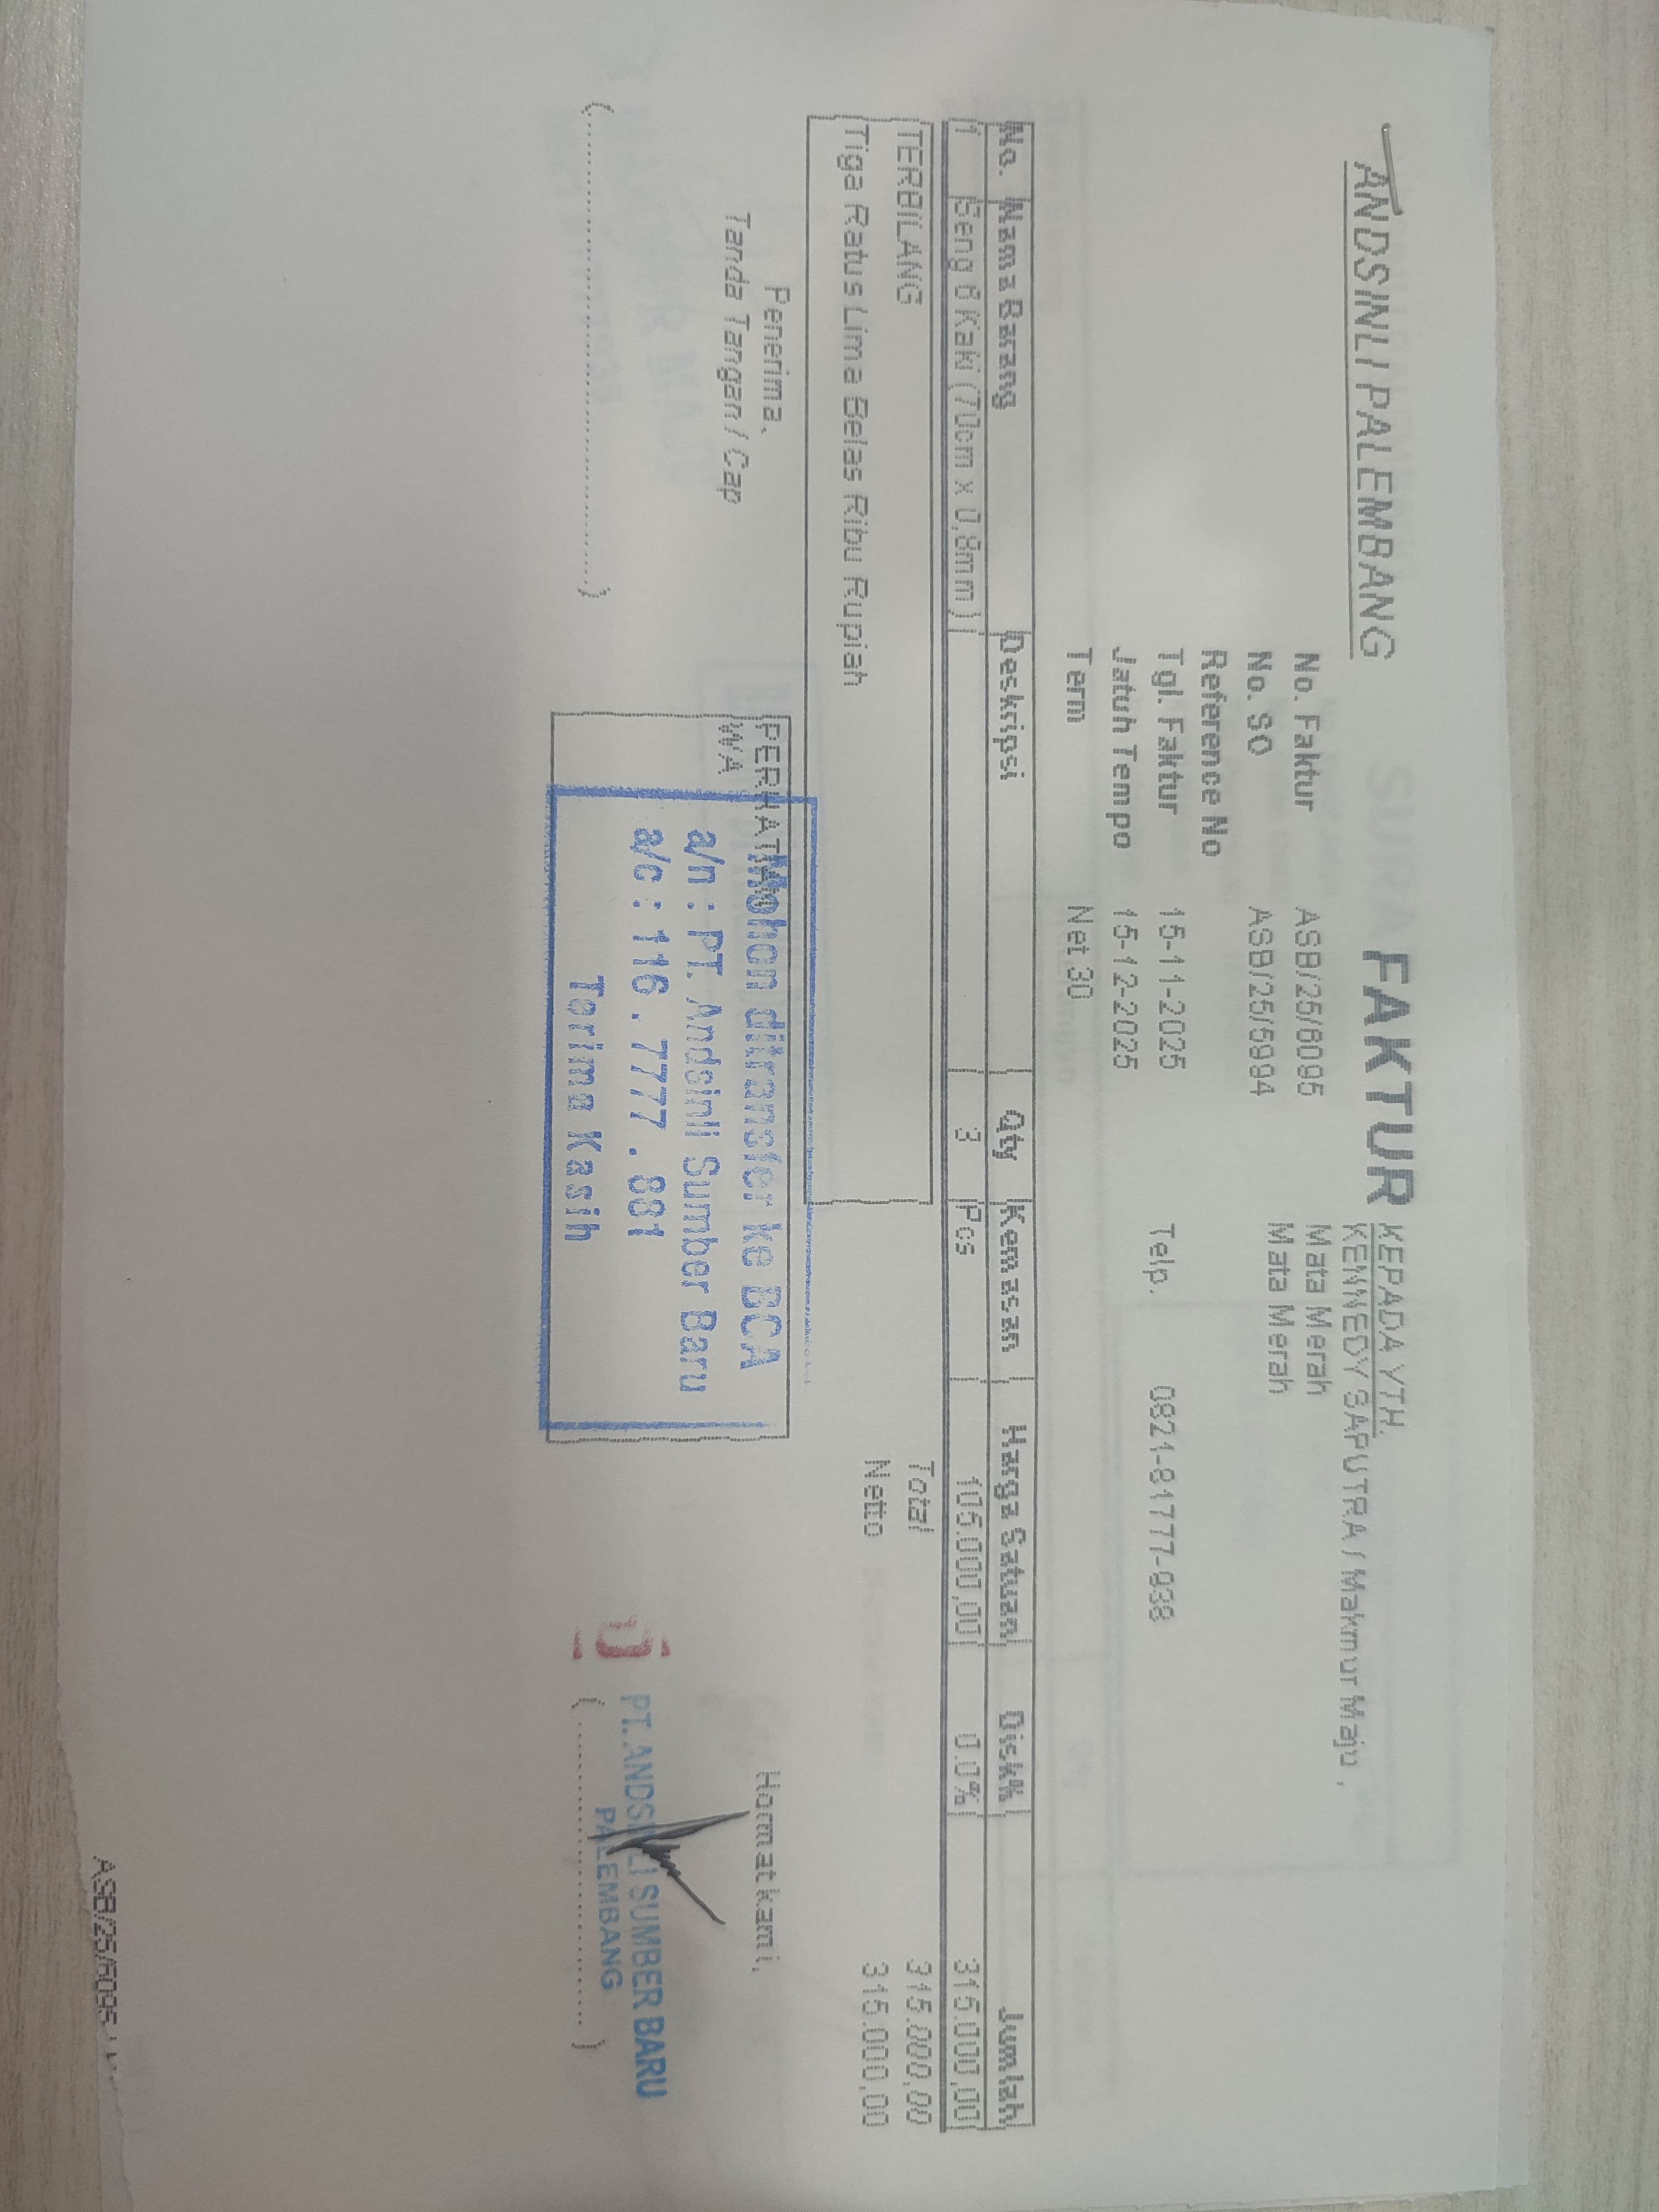 ANDSINLI PALEMBANG
FAKTUR
No. Faktur ASB/25/6095
No. SO ASB/25/5994
Reference No
Tgl. Faktur 15-11-2025
Jatuh Tempo 15-12-2025
Term Net 30
KEPADA YTH.
KENNEDY SAPUTRA / Makmur Maju ,
Mata Merah
Mata Merah
Telp. 0821-81777-938
No. Nama Barang Deskripsi Qty Kemasan Harga Satuan Disk% Jumlah
1 Seng 6 Kaki (70cm x 0,8mm) 3 Pcs 105.000,00 0.0% 315.000,00
TERBILANG
Tiga Ratus Lima Belas Ribu Rupiah
Total 315.000,00
Netto 315.000,00
Penerima,
Tanda Tangan / Cap
(..............................)
WA
Mohon ditransfer ke BCA
a/n : PT. Andsinli Sumber Baru
a/c : 116 . 7777 . 881
Terima Kasih
Hormat kami,
PT. ANDSINLI SUMBER BARU
PALEMBANG
(..............................)
ASB/25/6095